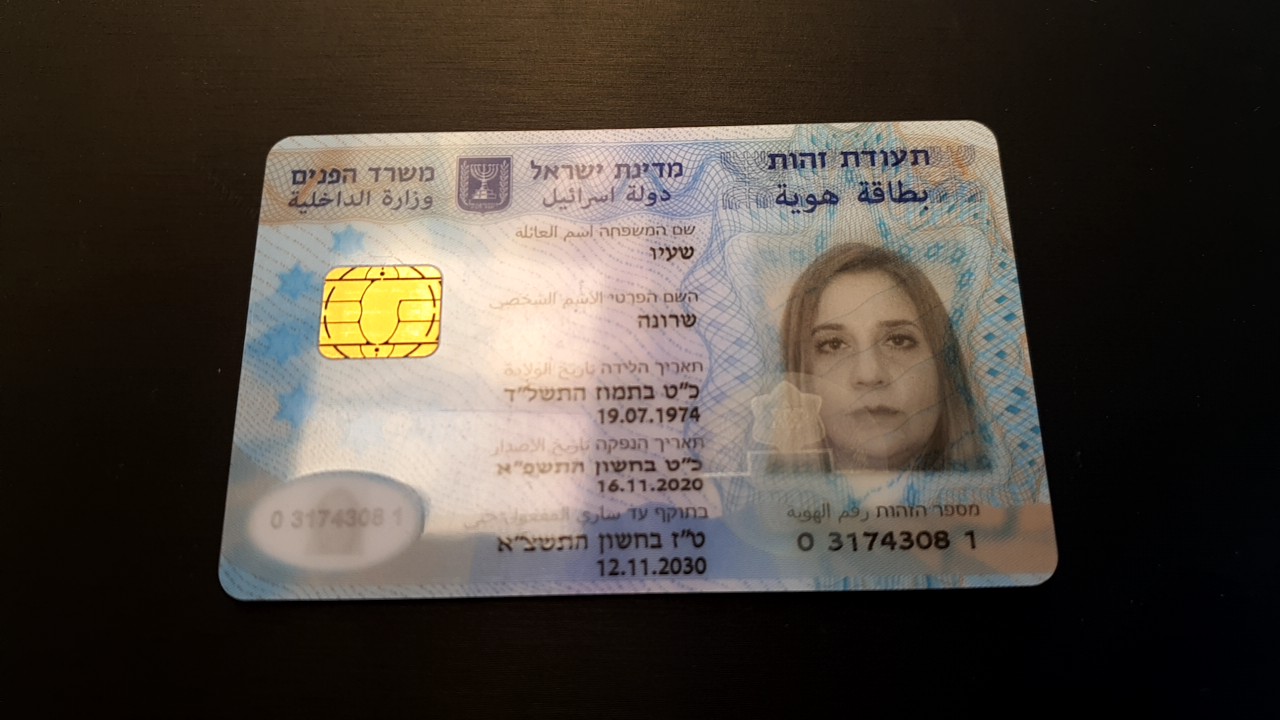 תעודת זהות
بطاقة هوية
מדינת ישראל
دولة اسرائيل
משרד הפנים
وزارة الداخلية
שם המשפחה اسم العائلة
שעיו
השם הפרטי الاسم الشخصي
שרונה
תאריך הלידה تاريخ الولادة
כ"ט בתמוז התשל"ד
19.07.1974
תאריך הנפקה تاريخ الاصدار
כ"ט בחשון התשפ"א
16.11.2020
בתוקף עד ساري المفعول حتى
ט"ז בחשון התשצ"א
12.11.2030
מספר הזהות رقم الهوية
0 3174308 1
0 3174308 1